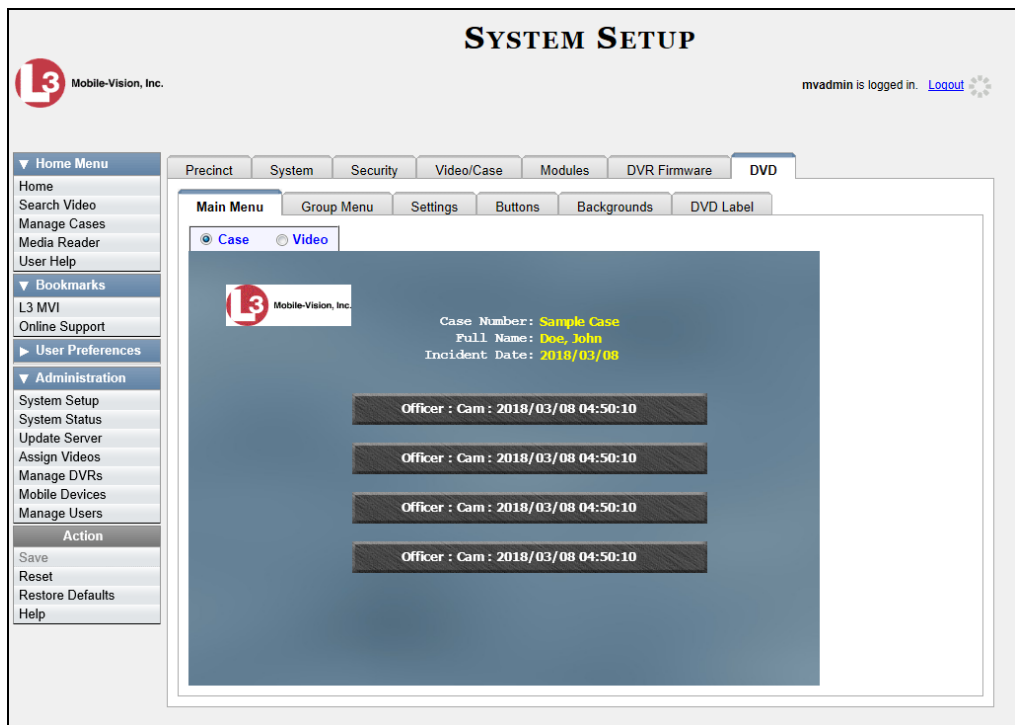 SYSTEM SETUP
L3 Mobile-Vision, Inc.
mvadmin is logged in. Logout
▼ Home Menu
Home
Search Video
Manage Cases
Media Reader
User Help
▼ Bookmarks
L3 MVI
Online Support
▶ User Preferences
▼ Administration
System Setup
System Status
Update Server
Assign Videos
Manage DVRs
Mobile Devices
Manage Users
Action
Save
Reset
Restore Defaults
Help
Precinct System Security Video/Case Modules DVR Firmware DVD
Main Menu Group Menu Settings Buttons Backgrounds DVD Label
Case Video
L3 Mobile-Vision, Inc.
Case Number: Sample Case
Full Name: Doe, John
Incident Date: 2018/03/08
Officer : Cam : 2018/03/08 04:50:10
Officer : Cam : 2018/03/08 04:50:10
Officer : Cam : 2018/03/08 04:50:10
Officer : Cam : 2018/03/08 04:50:10